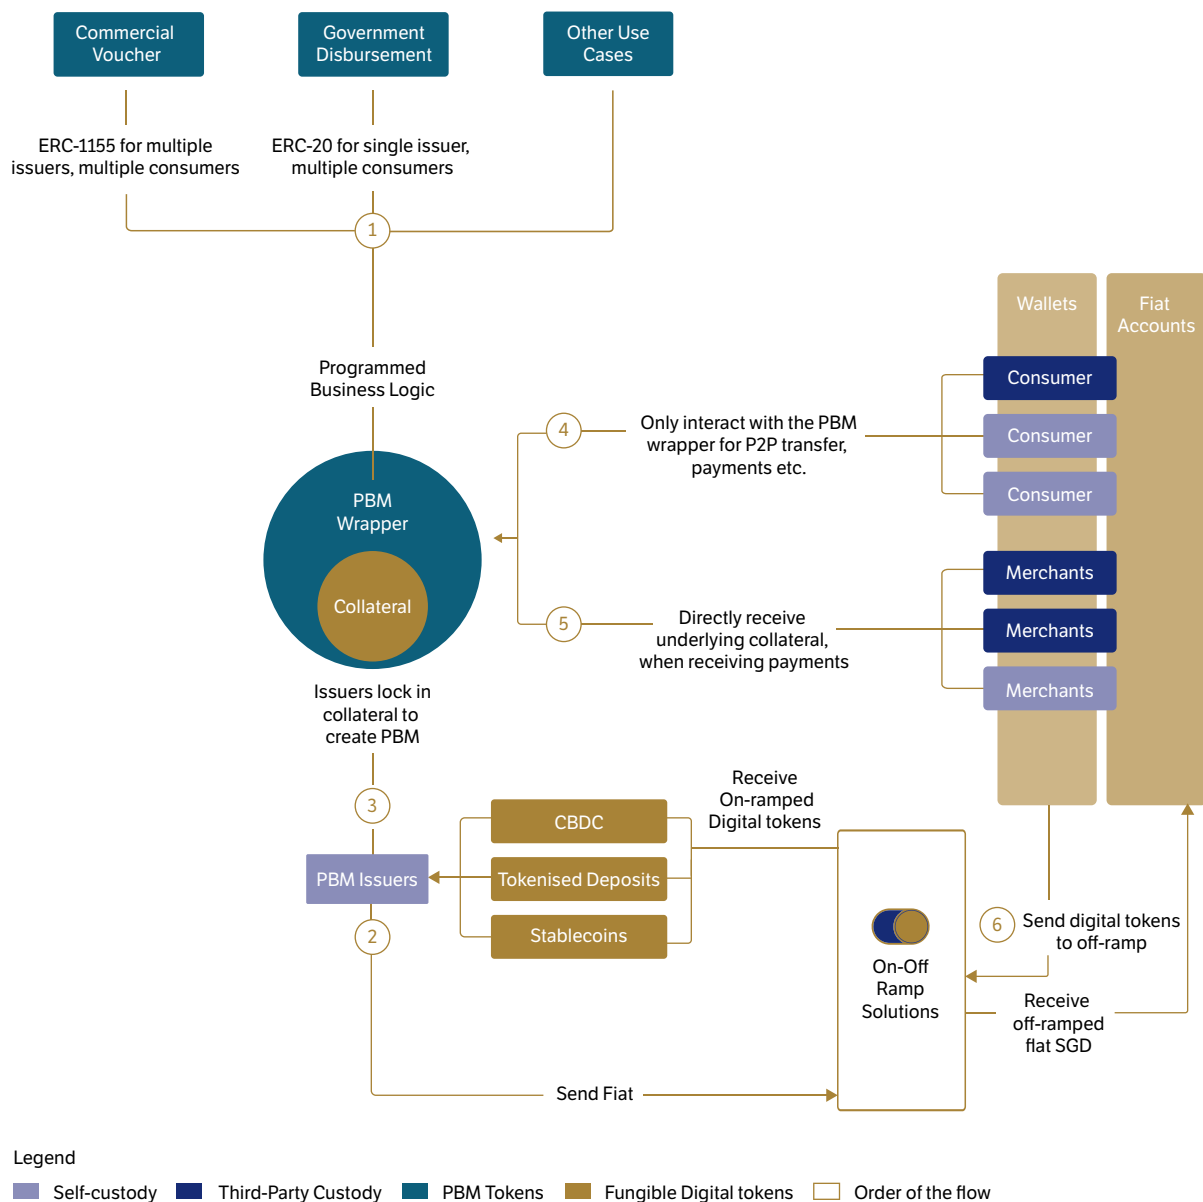 Commercial
Voucher
Government
Disbursement
Other Use
Cases
ERC-1155 for multiple
issuers, multiple consumers
ERC-20 for single issuer,
multiple consumers
1
Programmed
Business Logic
PBM
Wrapper
Collateral
Issuers lock in
collateral to
create PBM
4
Only interact with the PBM
wrapper for P2P transfer,
payments etc.
5
Directly receive
underlying collateral,
when receiving payments
Wallets
Fiat
Accounts
Consumer
Consumer
Consumer
Merchants
Merchants
Merchants
3
PBM Issuers
2
CBDC
Tokenised Deposits
Stablecoins
Receive
On-ramped
Digital tokens
On-Off
Ramp
Solutions
6
Send digital tokens
to off-ramp
Receive
off-ramped
flat SGD
Send Fiat
Legend
Self-custody
Third-Party Custody
PBM Tokens
Fungible Digital tokens
Order of the flow